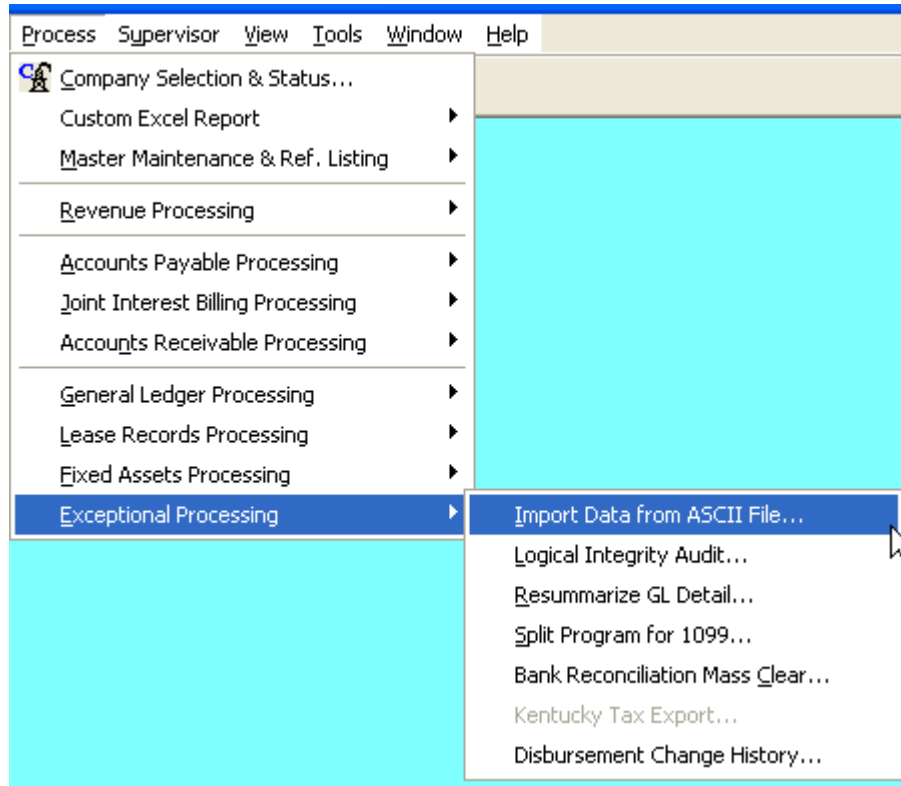 Process Supervisor View Tools Window Help
Company Selection & Status...
Custom Excel Report
Master Maintenance & Ref. Listing
Revenue Processing
Accounts Payable Processing
Joint Interest Billing Processing
Accounts Receivable Processing
General Ledger Processing
Lease Records Processing
Fixed Assets Processing
Exceptional Processing
Import Data from ASCII File...
Logical Integrity Audit...
Resummarize GL Detail...
Split Program for 1099...
Bank Reconciliation Mass Clear...
Kentucky Tax Export...
Disbursement Change History...